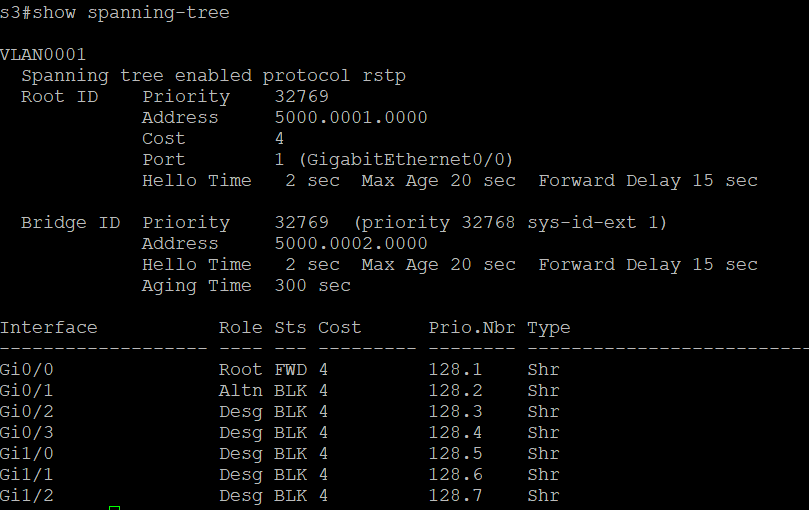 s3#show spanning-tree

VLAN0001
  Spanning tree enabled protocol rstp
  Root ID    Priority    32769
             Address     5000.0001.0000
             Cost        4
             Port        1 (GigabitEthernet0/0)
             Hello Time   2 sec  Max Age 20 sec  Forward Delay 15 sec

  Bridge ID  Priority    32769  (priority 32768 sys-id-ext 1)
             Address     5000.0002.0000
             Hello Time   2 sec  Max Age 20 sec  Forward Delay 15 sec
             Aging Time  300 sec

Interface           Role Sts Cost      Prio.Nbr Type
------------------- ---- --- --------- -------- --------------------------
Gi0/0               Root FWD 4         128.1    Shr
Gi0/1               Altn BLK 4         128.2    Shr
Gi0/2               Desg BLK 4         128.3    Shr
Gi0/3               Desg BLK 4         128.4    Shr
Gi1/0               Desg BLK 4         128.5    Shr
Gi1/1               Desg BLK 4         128.6    Shr
Gi1/2               Desg BLK 4         128.7    Shr